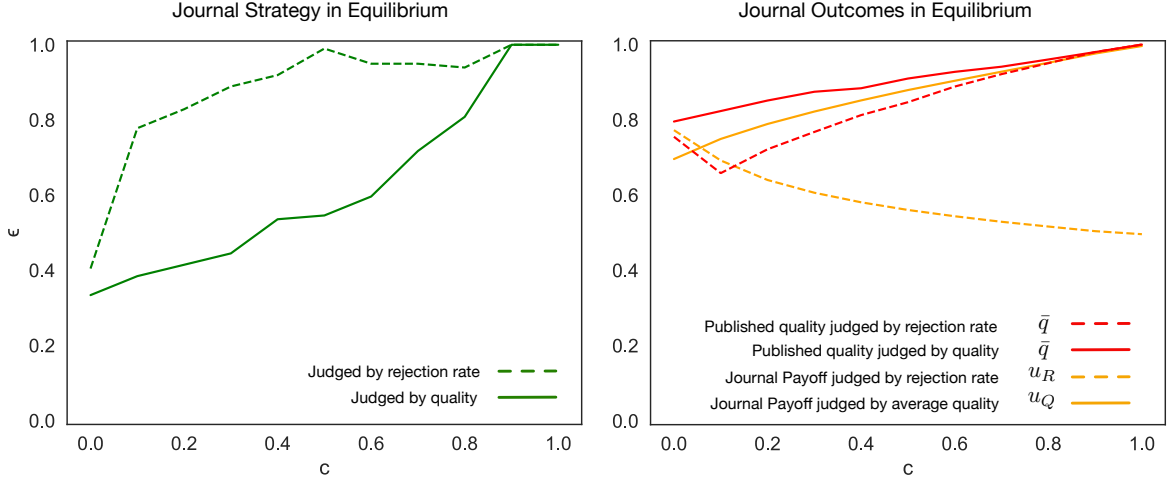 Journal Strategy in Equilibrium
1.0
0.8
0.6
ϵ
0.4
0.2
0.0
Judged by rejection rate
Judged by quality
0.0 0.2 0.4 0.6 0.8 1.0
c
Journal Outcomes in Equilibrium
1.0
0.8
0.6
0.4
0.2
0.0
Published quality judged by rejection rate q̄
Published quality judged by quality q̄
Journal Payoff judged by rejection rate u_R
Journal Payoff judged by average quality u_Q
0.0 0.2 0.4 0.6 0.8 1.0
c